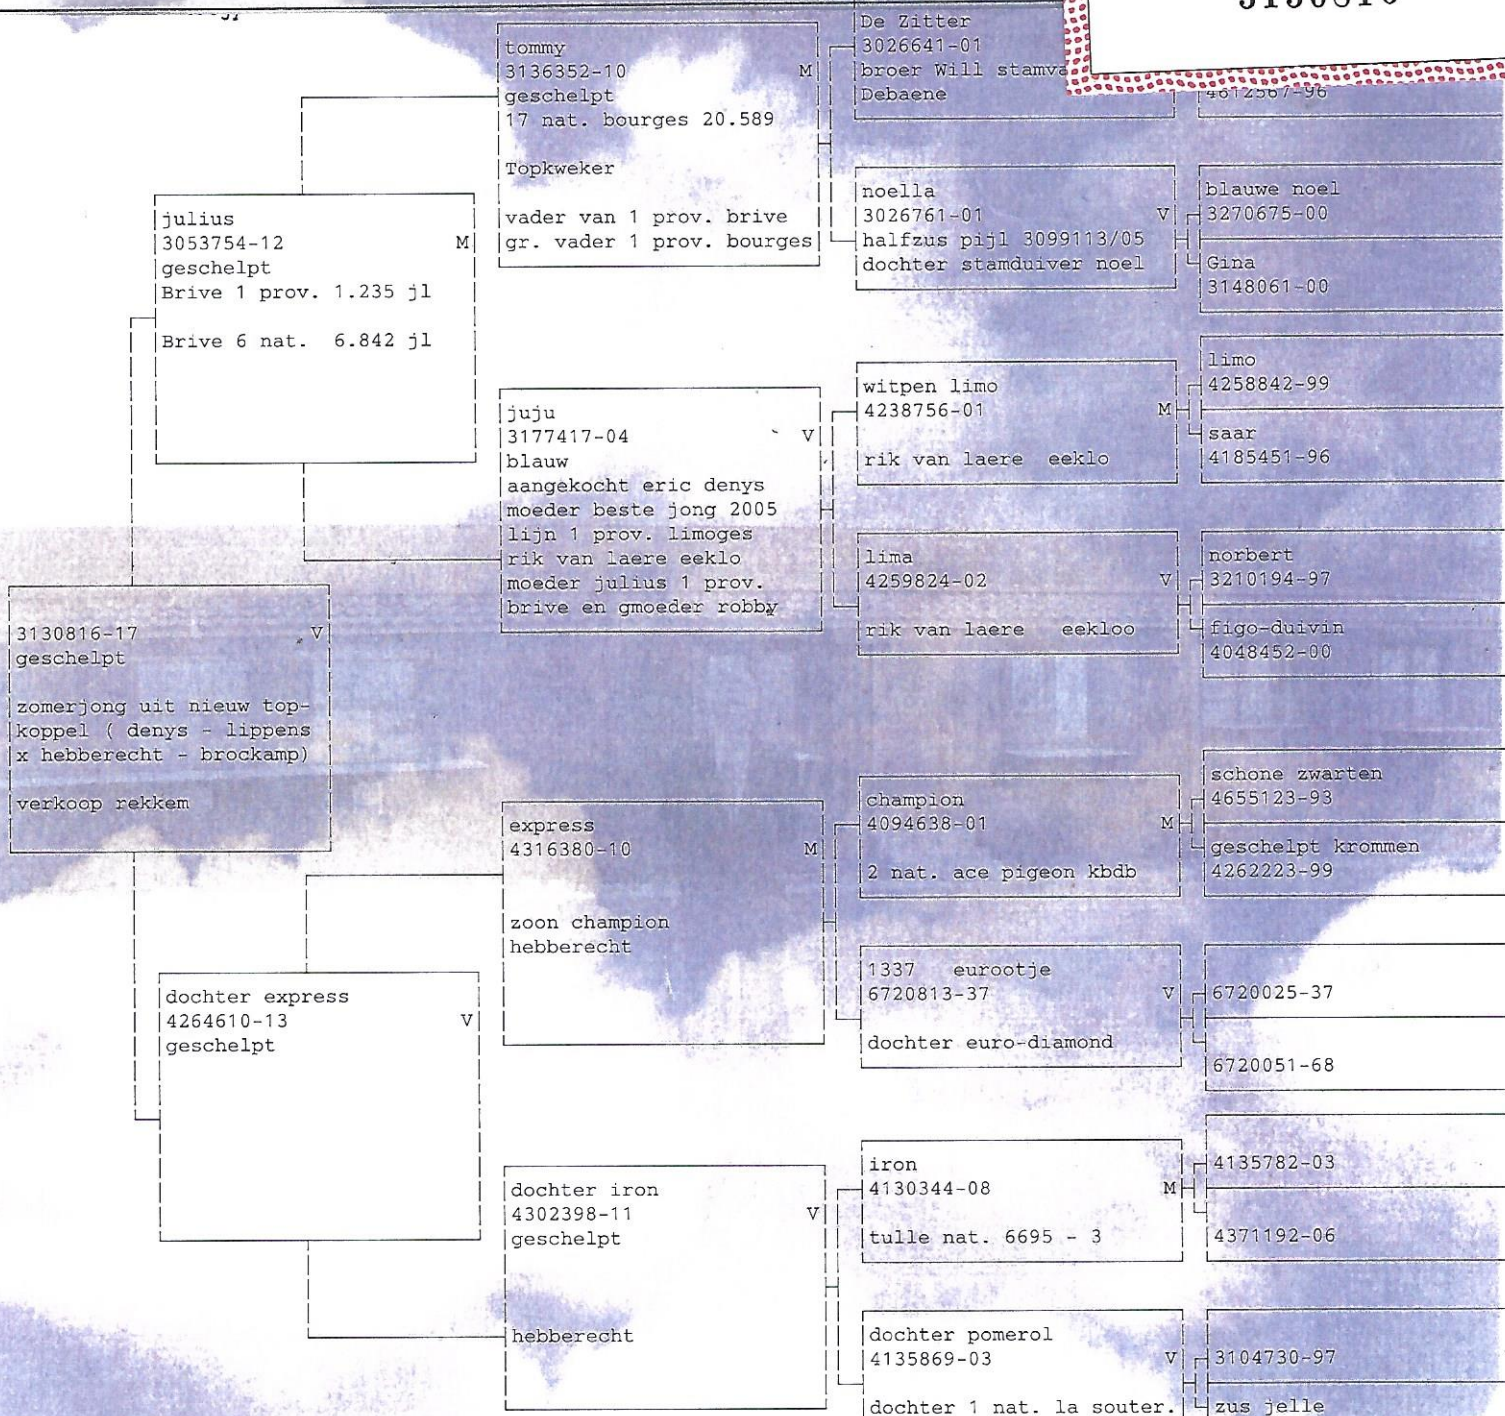 3130816-17 V
geschelpt
zomerjong uit nieuw top-
koppel ( denys - lippens
x hebberecht - brockamp)
verkoop rekkem
julius
3053754-12 M
geschelpt
Brive 1 prov. 1.235 jl
Brive 6 nat. 6.842 jl
dochter express
4264610-13 V
geschelpt
tommy
3136352-10 M
geschelpt
17 nat. bourges 20.589
Topkweker
vader van 1 prov. brive
gr. vader 1 prov. bourges
juju
3177417-04 V
blauw
aangekocht eric denys
moeder beste jong 2005
lijn 1 prov. limoges
rik van laere eeklo
moeder julius 1 prov.
brive en gmoeder robby
express
4316380-10 M
zoon champion
hebberecht
dochter iron
4302398-11 V
geschelpt
hebberecht
De Zitter
3026641-01
broer Will
Debaene
noella
3026761-01 V
halfzus pijl 3099113/05
dochter stamduiver noel
witpen limo
4238756-01 M
rik van laere eeklo
lima
4259824-02 V
rik van laere eekloo
champion
4094638-01 M
2 nat. ace pigeon kbdb
1337 eurootje
6720813-37 V
dochter euro-diamond
iron
4130344-08 M
tulle nat. 6695 - 3
dochter pomerol
4135869-03 V
dochter 1 nat. la souter.
4612567-96
blauwe noel
3270675-00
Gina
3148061-00
limo
4258842-99
saar
4185451-96
norbert
3210194-97
figo-duivin
4048452-00
schone zwarten
4655123-93
geschelpt krommen
4262223-99
6720025-37
6720051-68
4135782-03
4371192-06
3104730-97
zus jelle